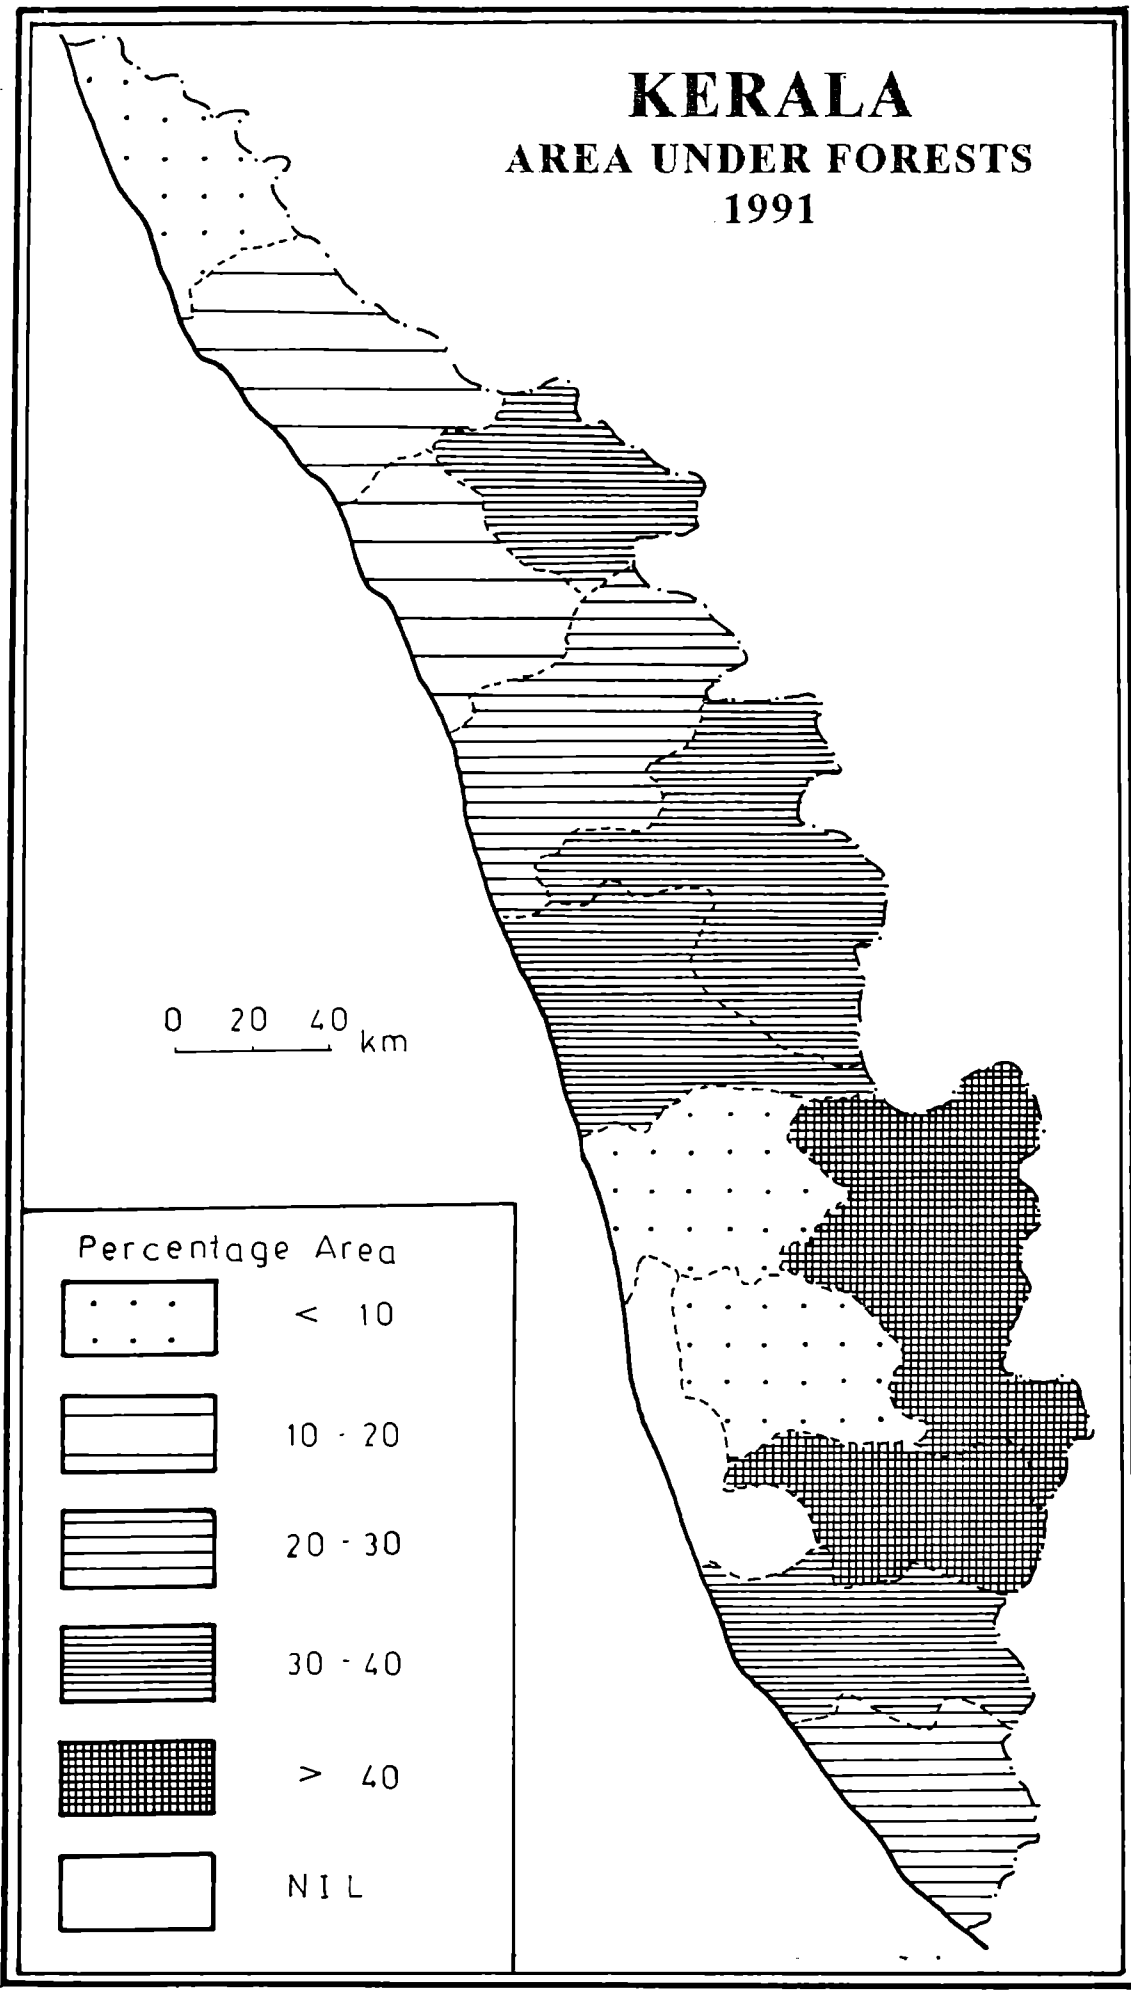 KERALA
AREA UNDER FORESTS
1991
0 20 40 km
Percentage Area
< 10
10 - 20
20 - 30
30 - 40
> 40
NIL